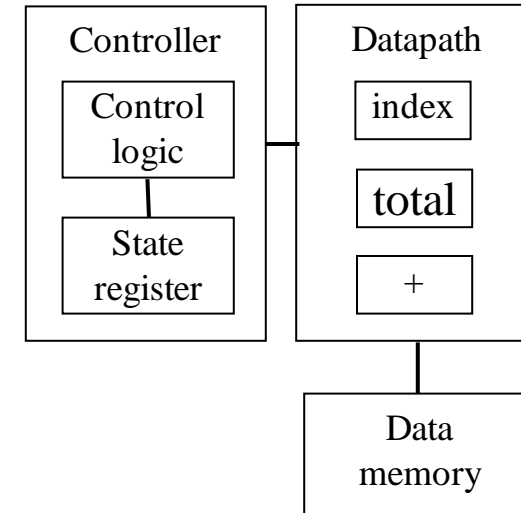 Controller
Control
logic
State
register
Datapath
index
total
+
Data
memory